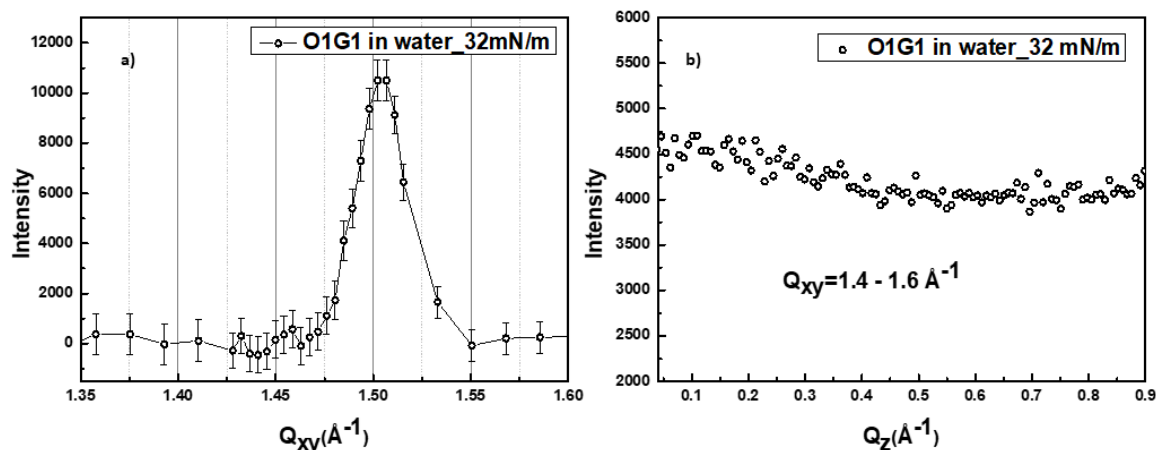 a)
O1G1 in water_32mN/m
Intensity
12000
10000
8000
6000
4000
2000
0
1.35 1.40 1.45 1.50 1.55 1.60
Qxy(Å-1)
b)
O1G1 in water_32 mN/m
Intensity
6000
5500
5000
4500
4000
3500
3000
2500
2000
Qxy=1.4 - 1.6 Å-1
0.1 0.2 0.3 0.4 0.5 0.6 0.7 0.8 0.9
Qz(Å-1)